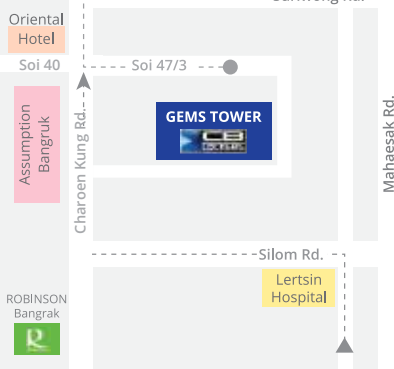 Oriental
Hotel
Soi 40
Soi 47/3
Assumption
Bangruk
Charoen Kung Rd.
GEMS TOWER
Mahaesak Rd.
Silom Rd.
Lertsin
Hospital
ROBINSON
Bangrak
R